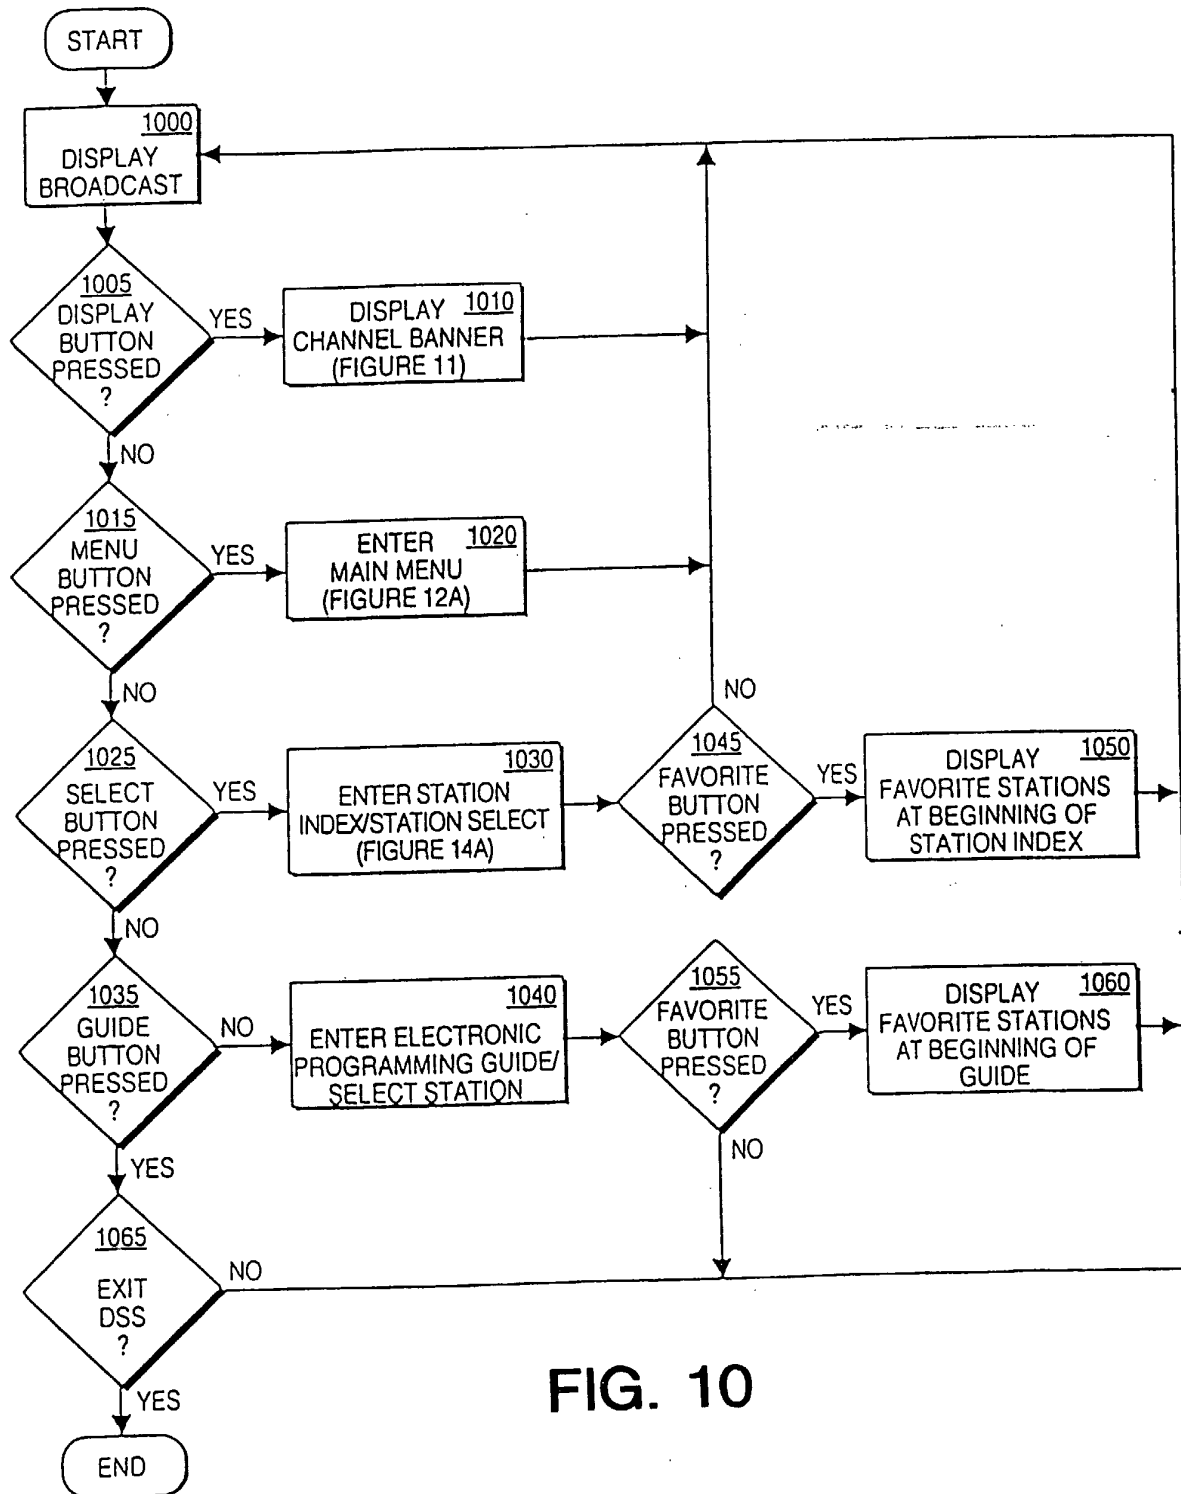 START
1000
DISPLAY
BROADCAST
1005
DISPLAY
BUTTON
PRESSED
?
YES
DISPLAY 1010
CHANNEL BANNER
(FIGURE 11)
NO
1015
MENU
BUTTON
PRESSED
?
YES
ENTER 1020
MAIN MENU
(FIGURE 12A)
NO
1025
SELECT
BUTTON
PRESSED
?
YES
1030
ENTER STATION
INDEX/STATION SELECT
(FIGURE 14A)
NO
1045
FAVORITE
BUTTON
PRESSED
?
YES
DISPLAY 1050
FAVORITE STATIONS
AT BEGINNING OF
STATION INDEX
NO
1035
GUIDE
BUTTON
PRESSED
?
NO
1040
ENTER ELECTRONIC
PROGRAMMING GUIDE/
SELECT STATION
1055
FAVORITE
BUTTON
PRESSED
?
YES
DISPLAY 1060
FAVORITE STATIONS
AT BEGINNING OF
GUIDE
NO
YES
1065
EXIT
DSS
?
NO
YES
END
FIG. 10